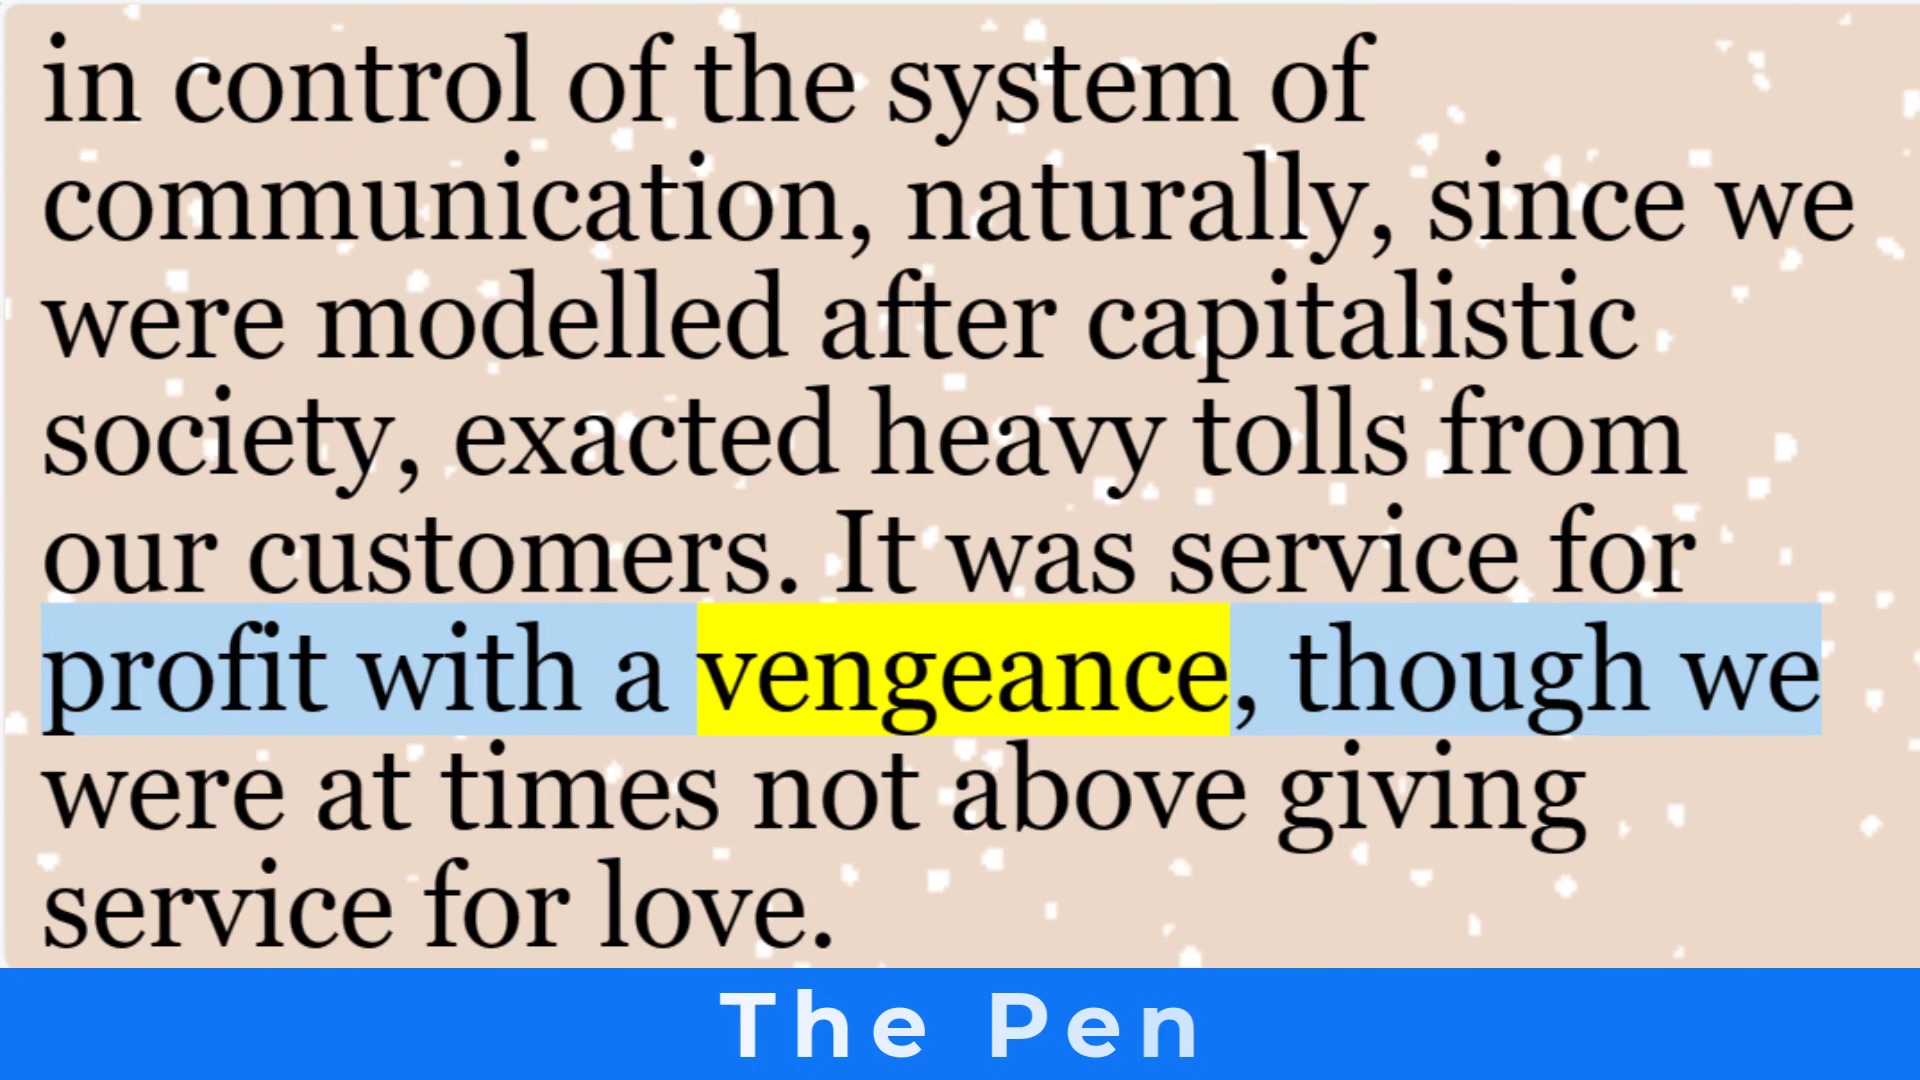 in control of the system of
communication, naturally, since we
were modelled after capitalistic
society, exacted heavy tolls from
our customers. It was service for
profit with a vengeance, though we
were at times not above giving
service for love.
The Pen